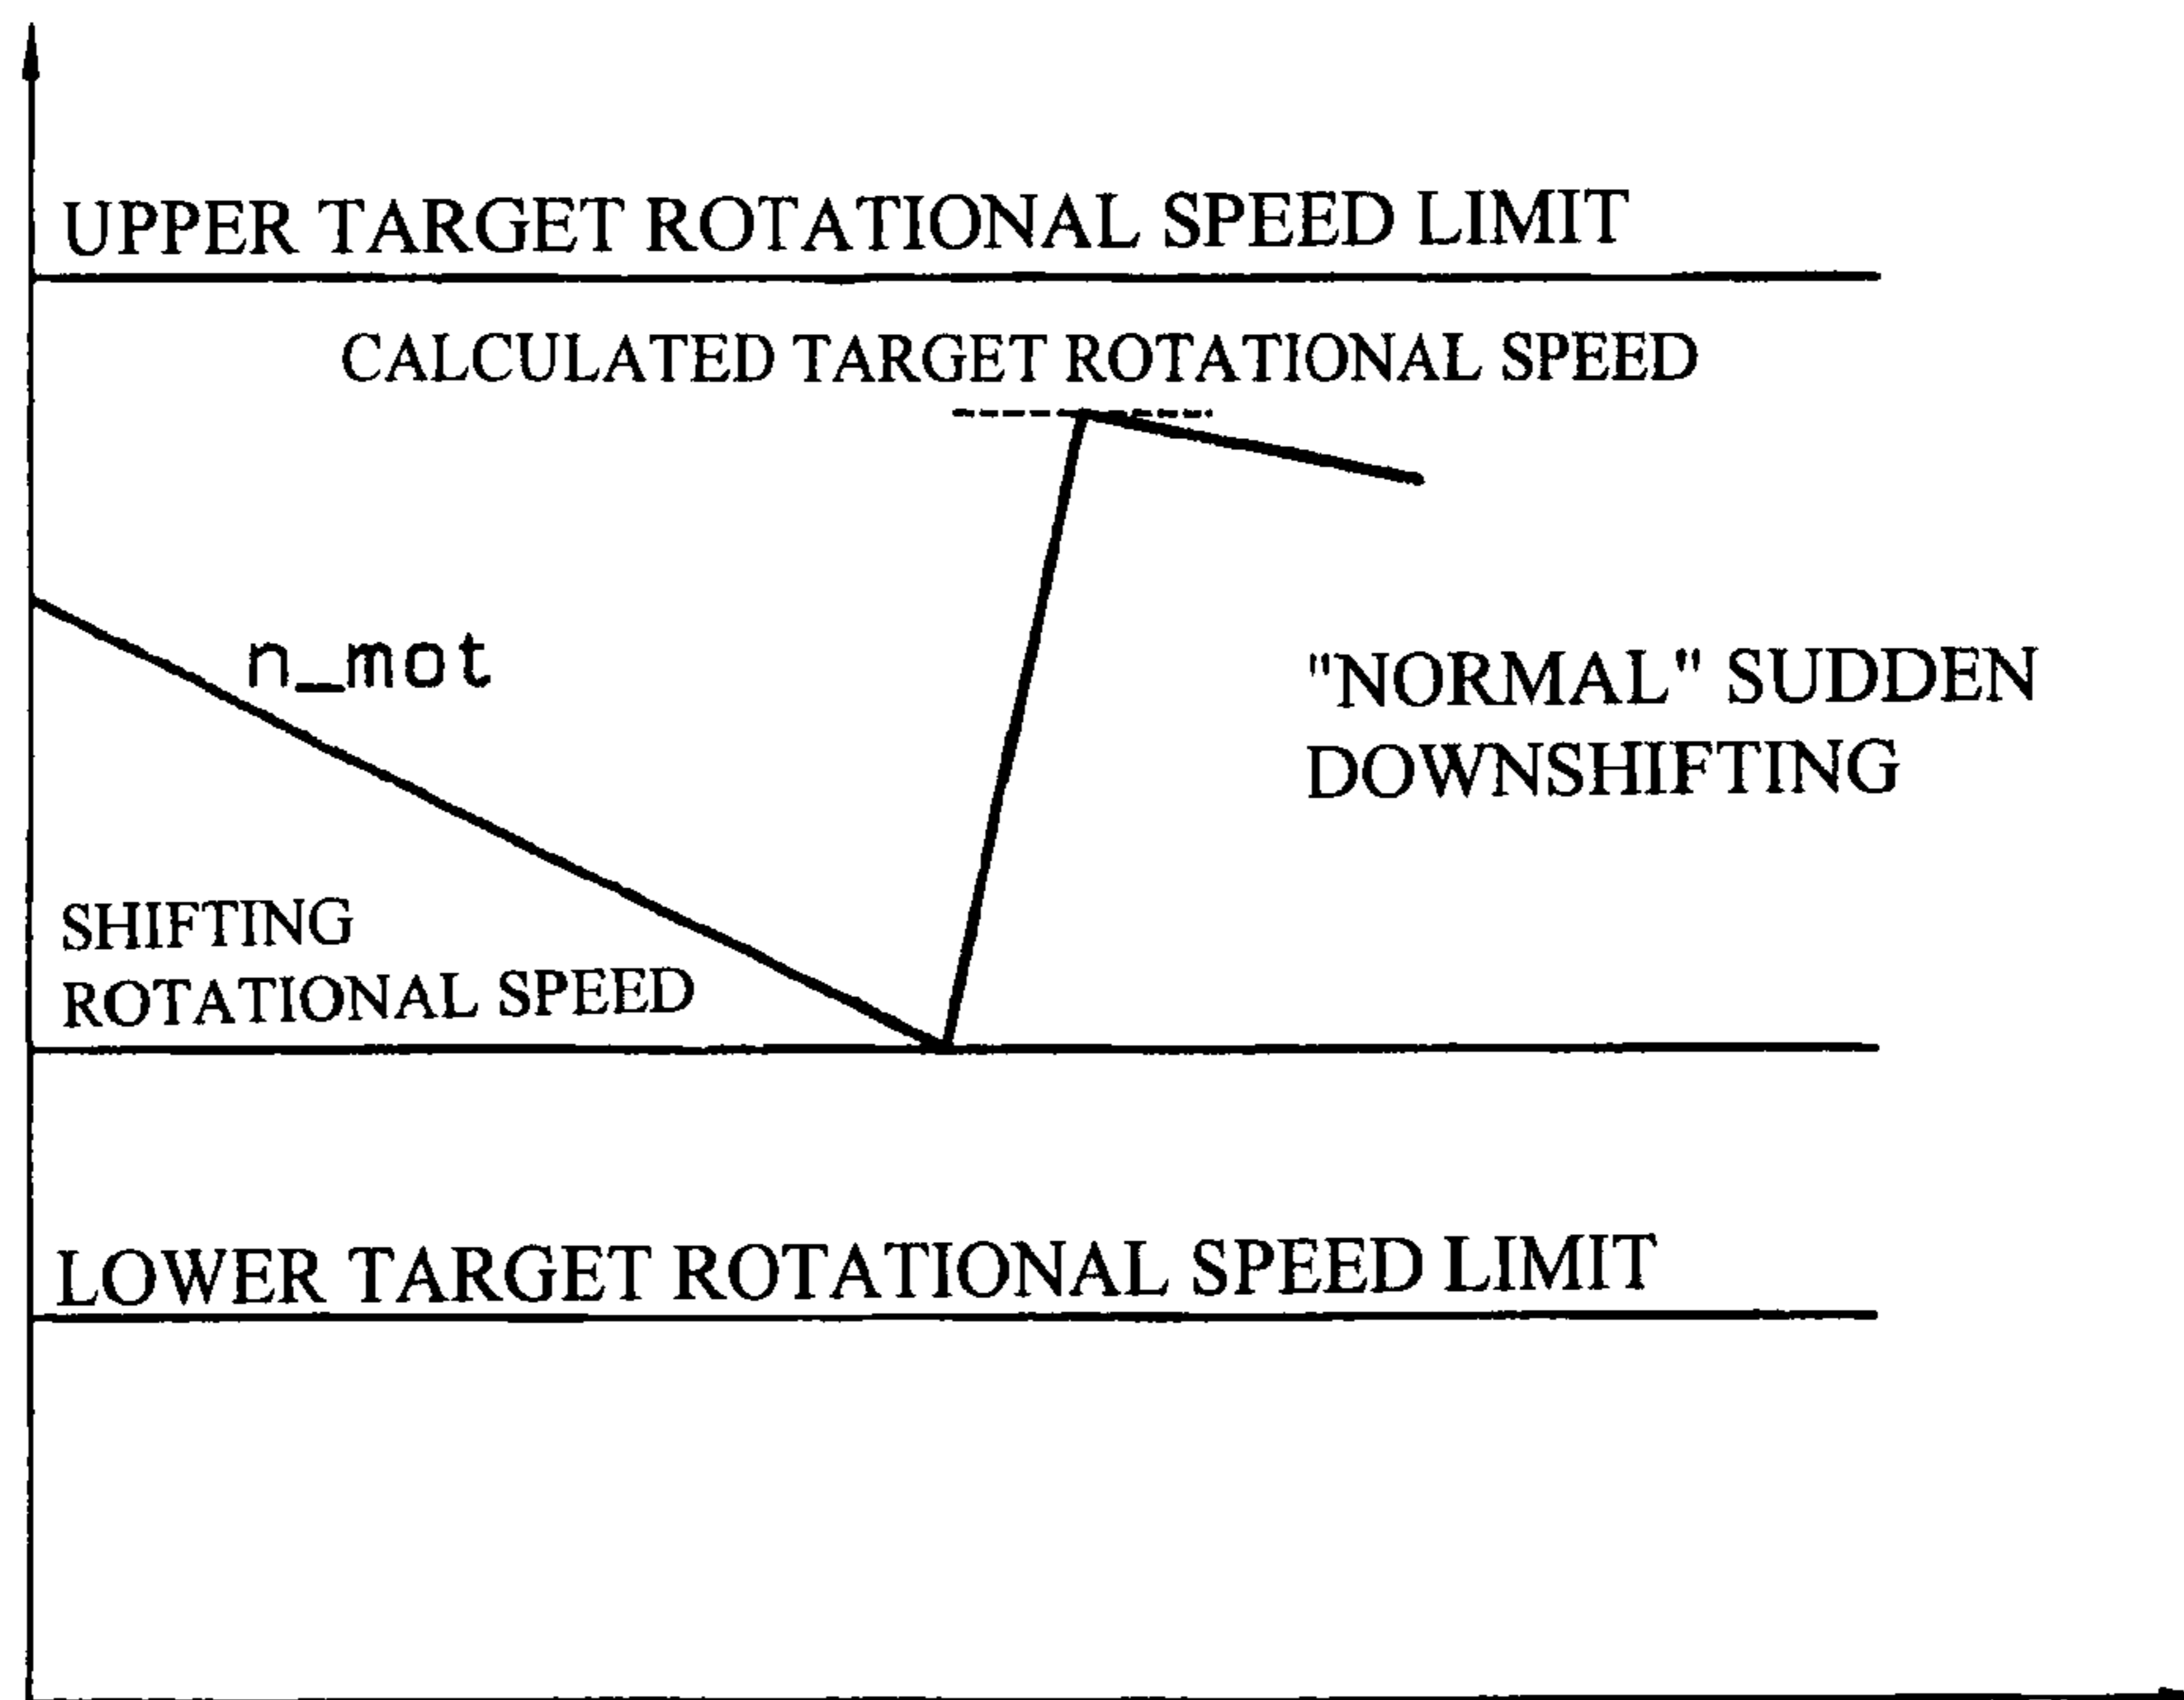 UPPER TARGET ROTATIONAL SPEED LIMIT
CALCULATED TARGET ROTATIONAL SPEED
n_mot
"NORMAL" SUDDEN
DOWNSHIFTING
SHIFTING
ROTATIONAL SPEED
LOWER TARGET ROTATIONAL SPEED LIMIT